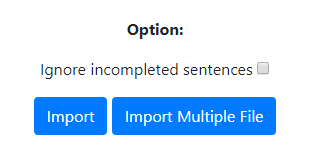 Option:
Ignore incompleted sentences
Import Import Multiple File